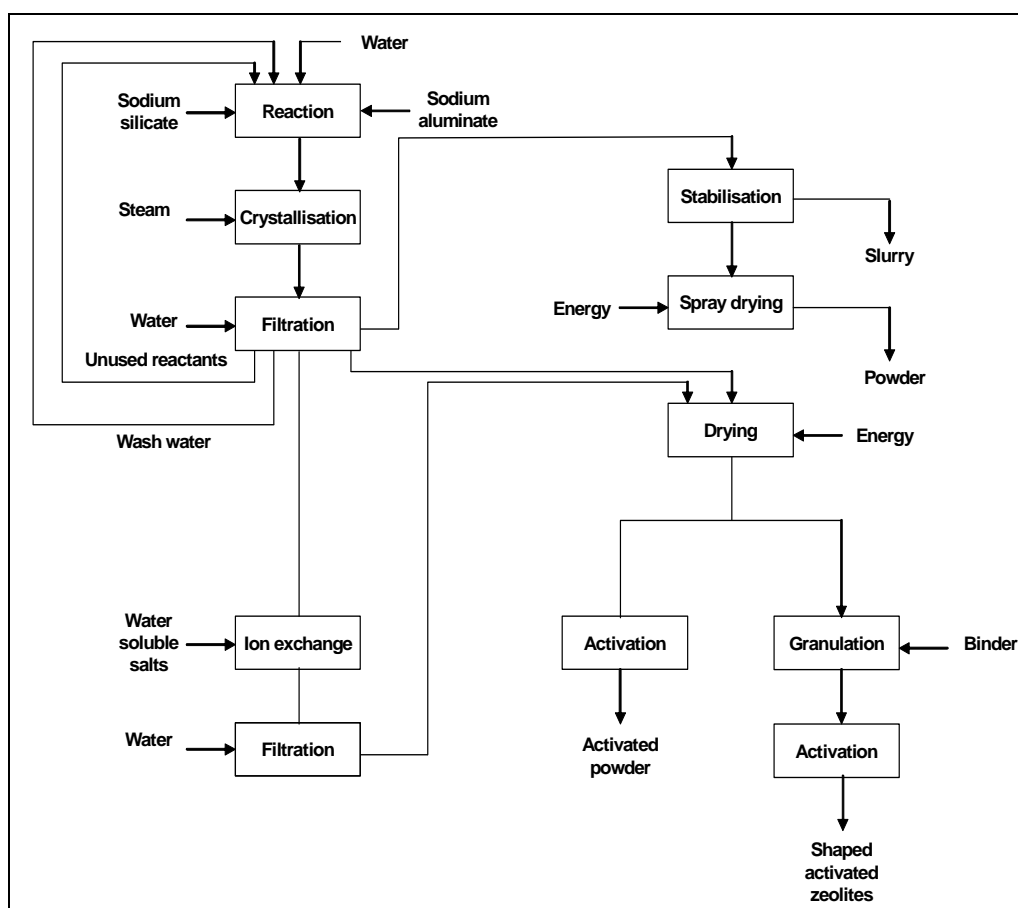 Water
Sodium
silicate
Reaction
Sodium
aluminate
Steam
Crystallisation
Stabilisation
Slurry
Water
Filtration
Energy
Spray drying
Unused reactants
Powder
Wash water
Drying
Energy
Water
soluble
salts
Ion exchange
Activation
Granulation
Binder
Water
Filtration
Activated
powder
Activation
Shaped
activated
zeolites